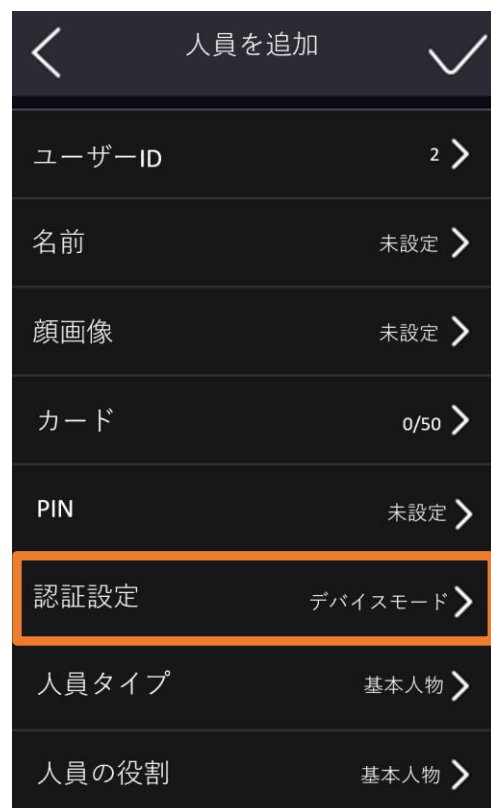 人員を追加
ユーザーID 2
名前 未設定
顔画像 未設定
カード 0/50
PIN 未設定
認証設定 デバイスモード
人員タイプ 基本人物
人員の役割 基本人物